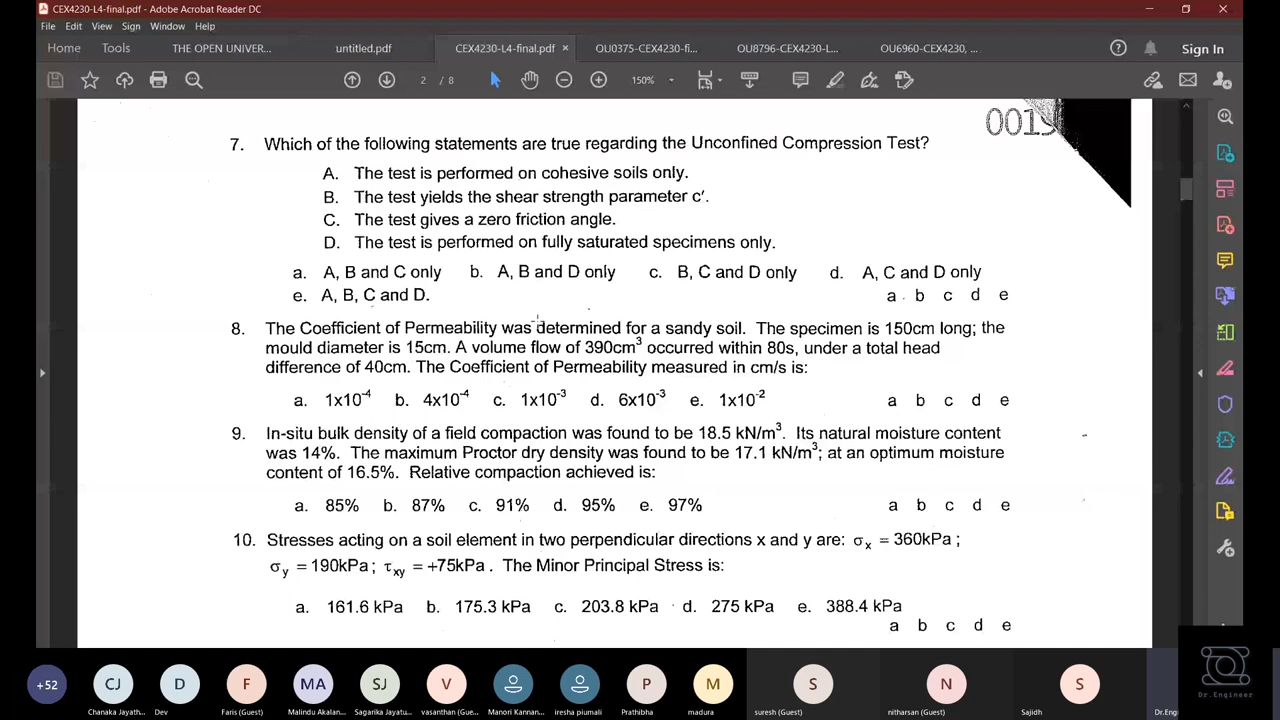 CEX4230-L4-final.pdf - Adobe Acrobat Reader DC
File Edit View Sign Window Help
Home Tools THE OPEN UNIVER... untitled.pdf CEX4230-L4-final.pdf × OU0375-CEX4230-fi... OU8796-CEX4230-L... OU6960-CEX4230, ... Sign In
2 / 8 150%
7. Which of the following statements are true regarding the Unconfined Compression Test?
A. The test is performed on cohesive soils only.
B. The test yields the shear strength parameter c'.
C. The test gives a zero friction angle.
D. The test is performed on fully saturated specimens only.
a. A, B and C only b. A, B and D only c. B, C and D only d. A, C and D only
e. A, B, C and D. a b c d e
8. The Coefficient of Permeability was determined for a sandy soil. The specimen is 150cm long; the
mould diameter is 15cm. A volume flow of 390cm³ occurred within 80s, under a total head
difference of 40cm. The Coefficient of Permeability measured in cm/s is:
a. 1x10⁻⁴ b. 4x10⁻⁴ c. 1x10⁻³ d. 6x10⁻³ e. 1x10⁻² a b c d e
9. In-situ bulk density of a field compaction was found to be 18.5 kN/m³. Its natural moisture content
was 14%. The maximum Proctor dry density was found to be 17.1 kN/m³; at an optimum moisture
content of 16.5%. Relative compaction achieved is:
a. 85% b. 87% c. 91% d. 95% e. 97% a b c d e
10. Stresses acting on a soil element in two perpendicular directions x and y are: σx = 360kPa ;
σy = 190kPa ; τxy = +75kPa . The Minor Principal Stress is:
a. 161.6 kPa b. 175.3 kPa c. 203.8 kPa d. 275 kPa e. 388.4 kPa
a b c d e
+52 CJ D F MA SJ V P M S N S
Chanaka Jayath... Dev Faris (Guest) Malindu Akalan... Sagarika Jayatu... vasanthan (Gue... Manori Kannan... iresha piumali Prathibha madura suresh (Guest) nitharsan (Guest) Sajidh Dr.Eng
Dr.Engineer